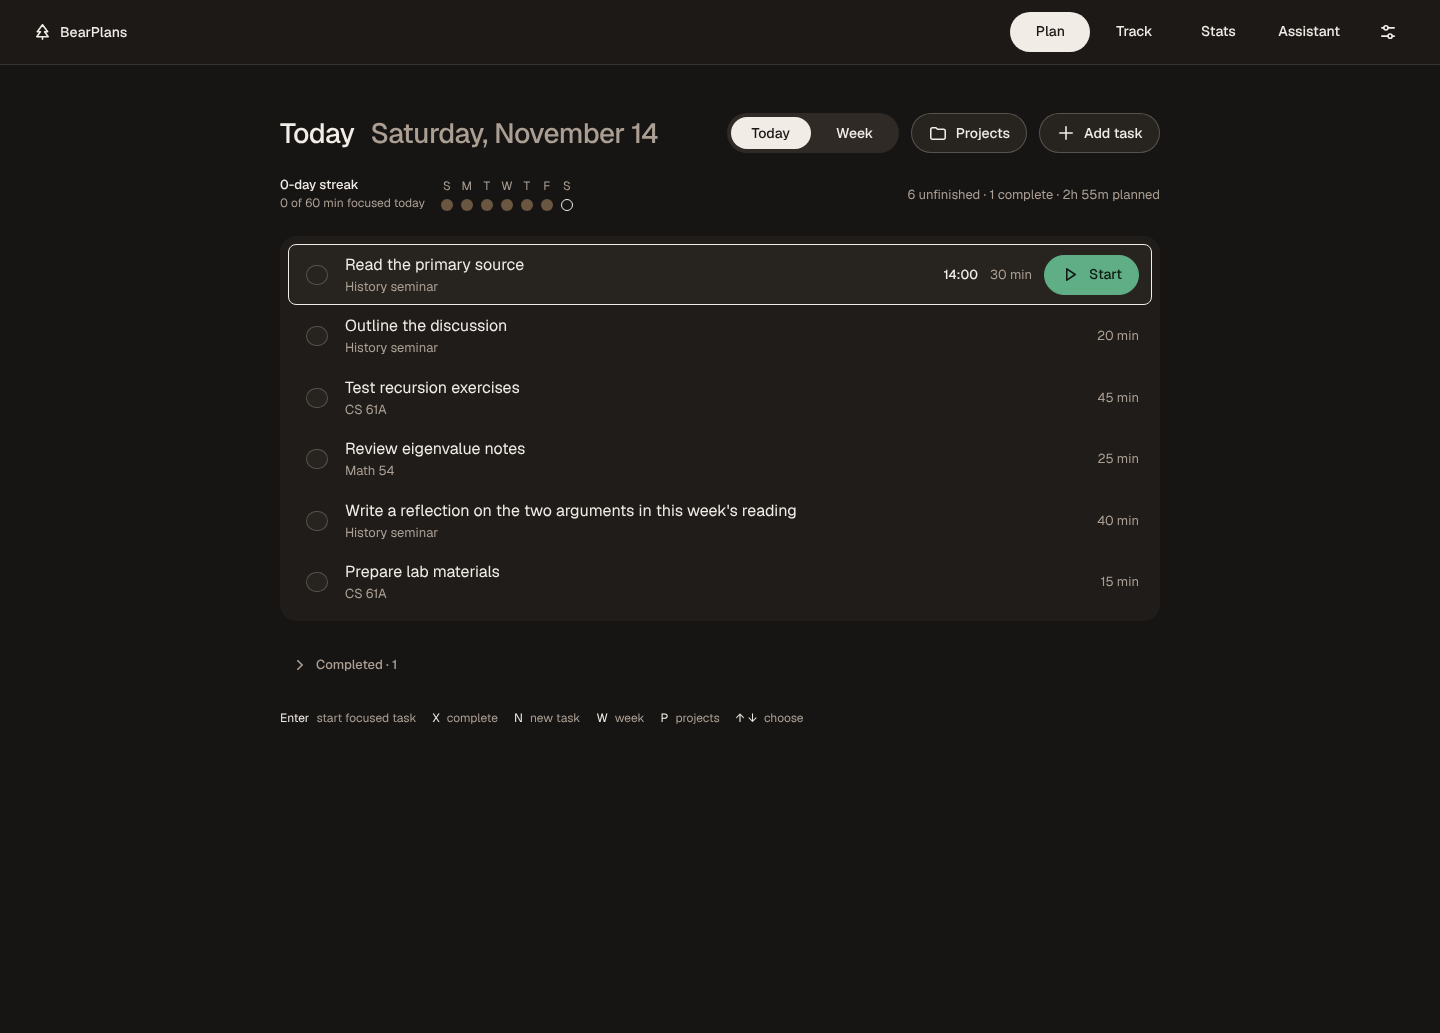 BearPlans
Plan Track Stats Assistant
Today Saturday, November 14
Today Week Projects Add task
0-day streak
0 of 60 min focused today
S M T W T F S
6 unfinished · 1 complete · 2h 55m planned
Read the primary source
History seminar
14:00 30 min Start
Outline the discussion
History seminar
20 min
Test recursion exercises
CS 61A
45 min
Review eigenvalue notes
Math 54
25 min
Write a reflection on the two arguments in this week's reading
History seminar
40 min
Prepare lab materials
CS 61A
15 min
Completed · 1
Enter start focused task X complete N new task W week P projects ↑↓ choose